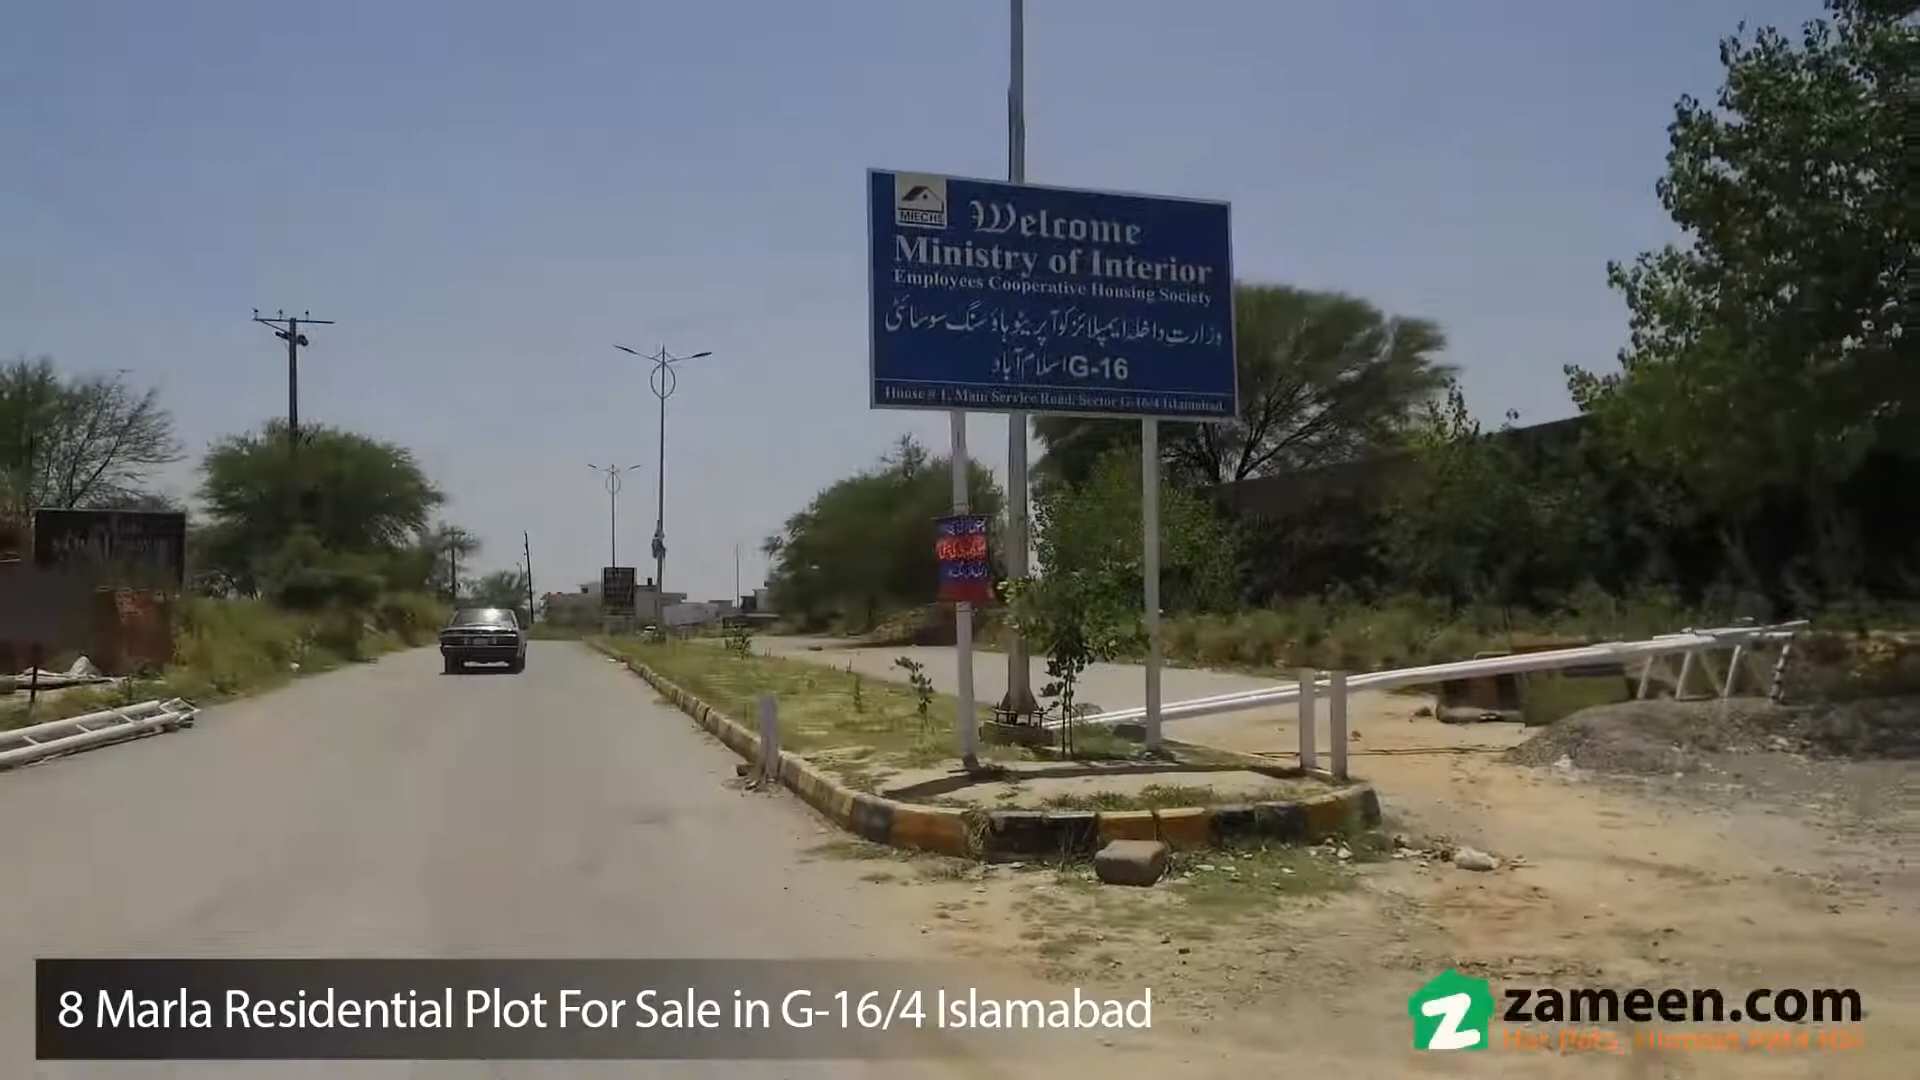 MIECHS
Welcome
Ministry of Interior
Employees Cooperative Housing Society
وزارتِ داخلہ ایمپلائز کوآپریٹو ہاؤسنگ سوسائٹی
G-16 اسلام آباد
House # 1, Main Service Road, Sector G-16/4 Islamabad.
8 Marla Residential Plot For Sale in G-16/4 Islamabad
zameen.com